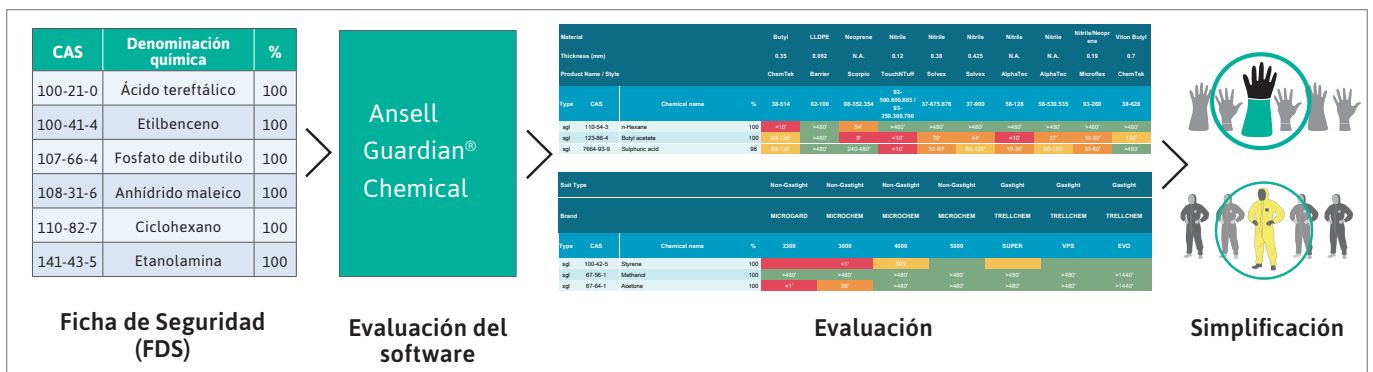 CAS Denominación química %
100-21-0 Ácido tereftálico 100
100-41-4 Etilbenceno 100
107-66-4 Fosfato de dibutilo 100
108-31-6 Anhídrido maleico 100
110-82-7 Ciclohexano 100
141-43-5 Etanolamina 100
Ficha de Seguridad
(FDS)
Ansell
Guardian®
Chemical
Evaluación del
software
Material Butyl LLDPE Neoprene Nitrile Nitrile Nitrile Nitrile Nitrile Nitrile/Neoprene Viton Butyl
Thickness (mm) 0.35 0.062 N.A. 0.12 0.38 0.425 N.A. N.A. 0.19 0.7
Product Name / Style ChemTek Barrier Scorpio TouchNTuff Solvex Solvex AlphaTec AlphaTec Microflex ChemTek
Type CAS Chemical name % 38-514 02-100 08-352.354 92-500.600.605 / 93-250.300.700 37-675.676 37-900 58-128 58-530.535 93-260 38-628
sgl 110-54-3 n-Hexane 100 <10' >480' 54' >480' >480' >480' >480' >480' >480' >480'
sgl 123-86-4 Butyl acetate 100 60-120' >480' 9' <10' 29' 44' <10' 27' 10-30' 132'
sgl 7664-93-9 Sulphuric acid 98 60-120' >480' 240-480' <10' 30-60' 60-120' 10-30' 60-120' 30-60' >480'
Suit Type Non-Gastight Non-Gastight Non-Gastight Non-Gastight Gastight Gastight Gastight
Brand MICROGARD MICROCHEM MICROCHEM MICROCHEM TRELLCHEM TRELLCHEM TRELLCHEM
Type CAS Chemical name % 2300 3000 4000 5000 SUPER VPS EVO
sgl 100-42-5 Styrene 100 <1'
sgl 67-56-1 Methanol 100 >480' >480' >480' >480' >480' >480' >1440'
sgl 67-64-1 Acetone 100 <1' 28' >480' >480' >480' >480' >1440'
Evaluación
Simplificación